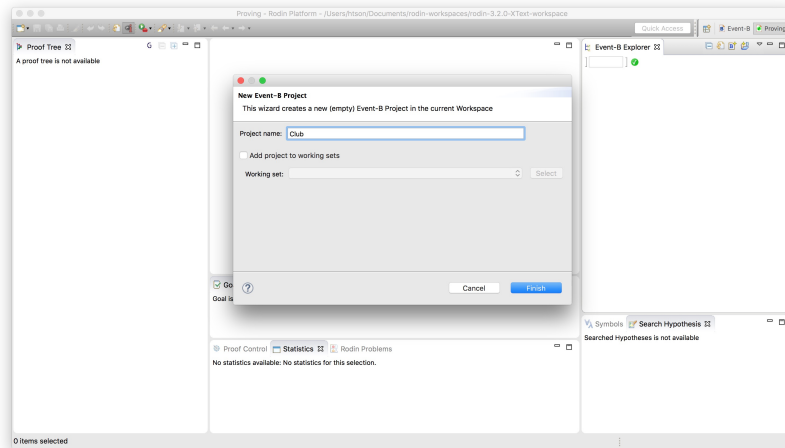 Proving - Rodin Platform - /Users/htson/Documents/rodin-workspaces/rodin-3.2.0-XText-workspace
Quick Access
Event-B
Proving
Proof Tree
A proof tree is not available
Event-B Explorer
New Event-B Project
This wizard creates a new (empty) Event-B Project in the current Workspace
Project name: Club
Add project to working sets
Working set:
Select
? Cancel Finish
Go
Goal is
Symbols
Search Hypothesis
Searched Hypotheses is not available
Proof Control
Statistics
Rodin Problems
No statistics available: No statistics for this selection.
0 items selected